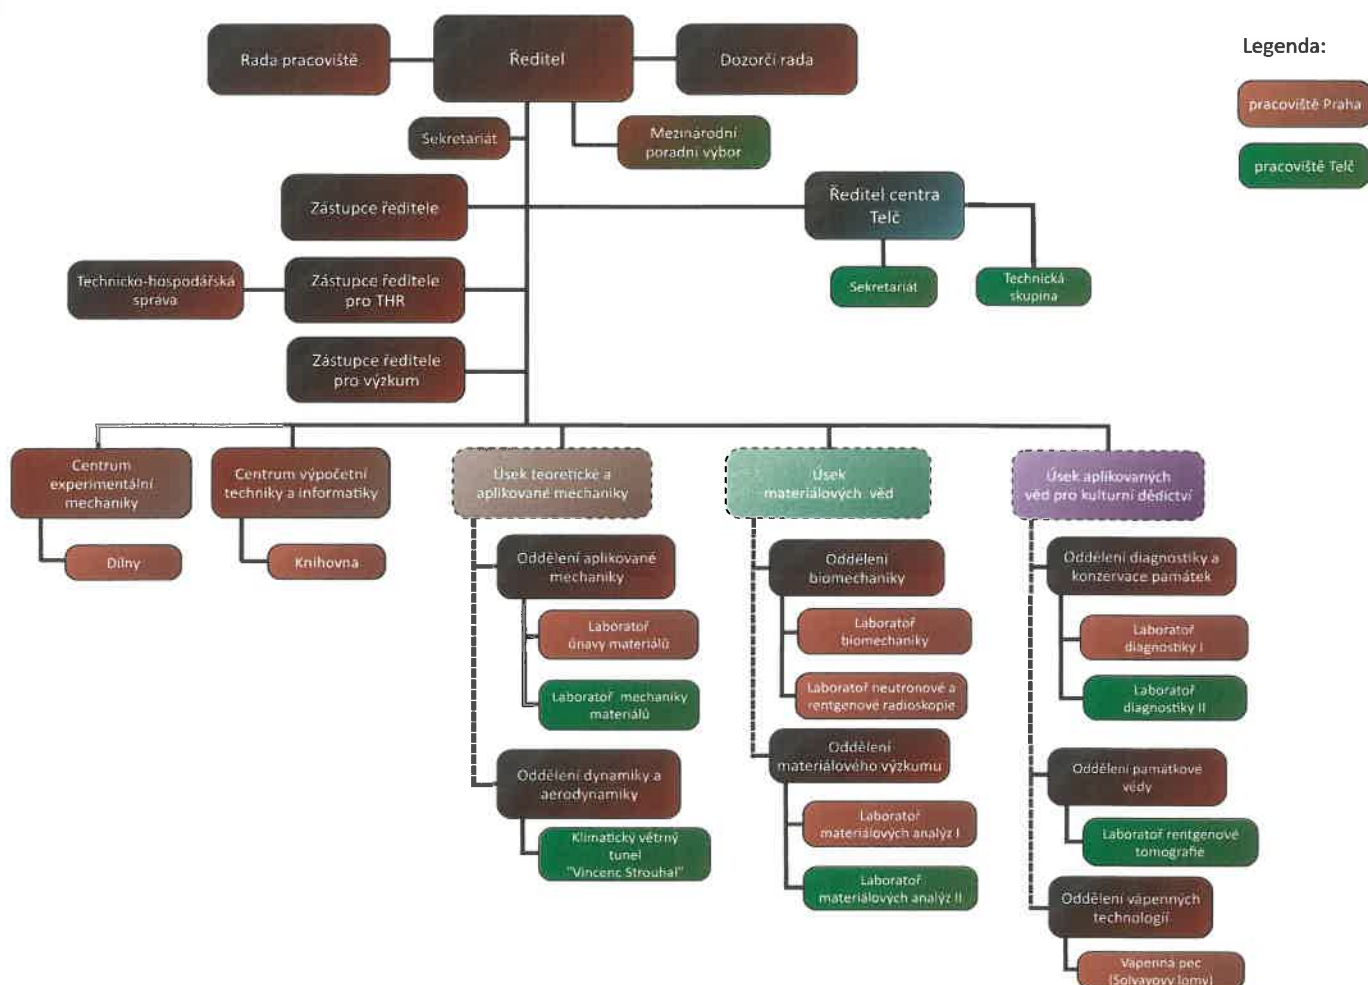 Rada pracoviště
Ředitel
Dozorčí rada
Legenda:
pracoviště Praha
pracoviště Telč
Sekretariát
Mezinárodní
poradní výbor
Zástupce ředitele
Ředitel centra
Telč
Technicko-hospodářská
správa
Zástupce ředitele
pro THR
Sekretariát
Technická
skupina
Zástupce ředitele
pro výzkum
Centrum
experimentální
mechaniky
Dílny
Centrum výpočetní
techniky a informatiky
Knihovna
Úsek teoretické a
aplikované mechaniky
Oddělení aplikované
mechaniky
Laboratoř
únavy materiálů
Laboratoř mechaniky
materiálů
Oddělení dynamiky a
aerodynamiky
Klimatický větrný
tunel
"Vincenc Strouhal"
Úsek
materiálových věd
Oddělení
biomechaniky
Laboratoř
biomechaniky
Laboratoř neutronové a
rentgenové radioskopie
Oddělení
materiálového výzkumu
Laboratoř
materiálových analýz I
Laboratoř
materiálových analýz II
Úsek aplikovaných
věd pro kulturní dědictví
Oddělení diagnostiky a
konzervace památek
Laboratoř
diagnostiky I
Laboratoř
diagnostiky II
Oddělení památkové
vědy
Laboratoř rentgenové
tomografie
Oddělení vápenných
technologií
Vápenná pec
(Solvayovy lomy)